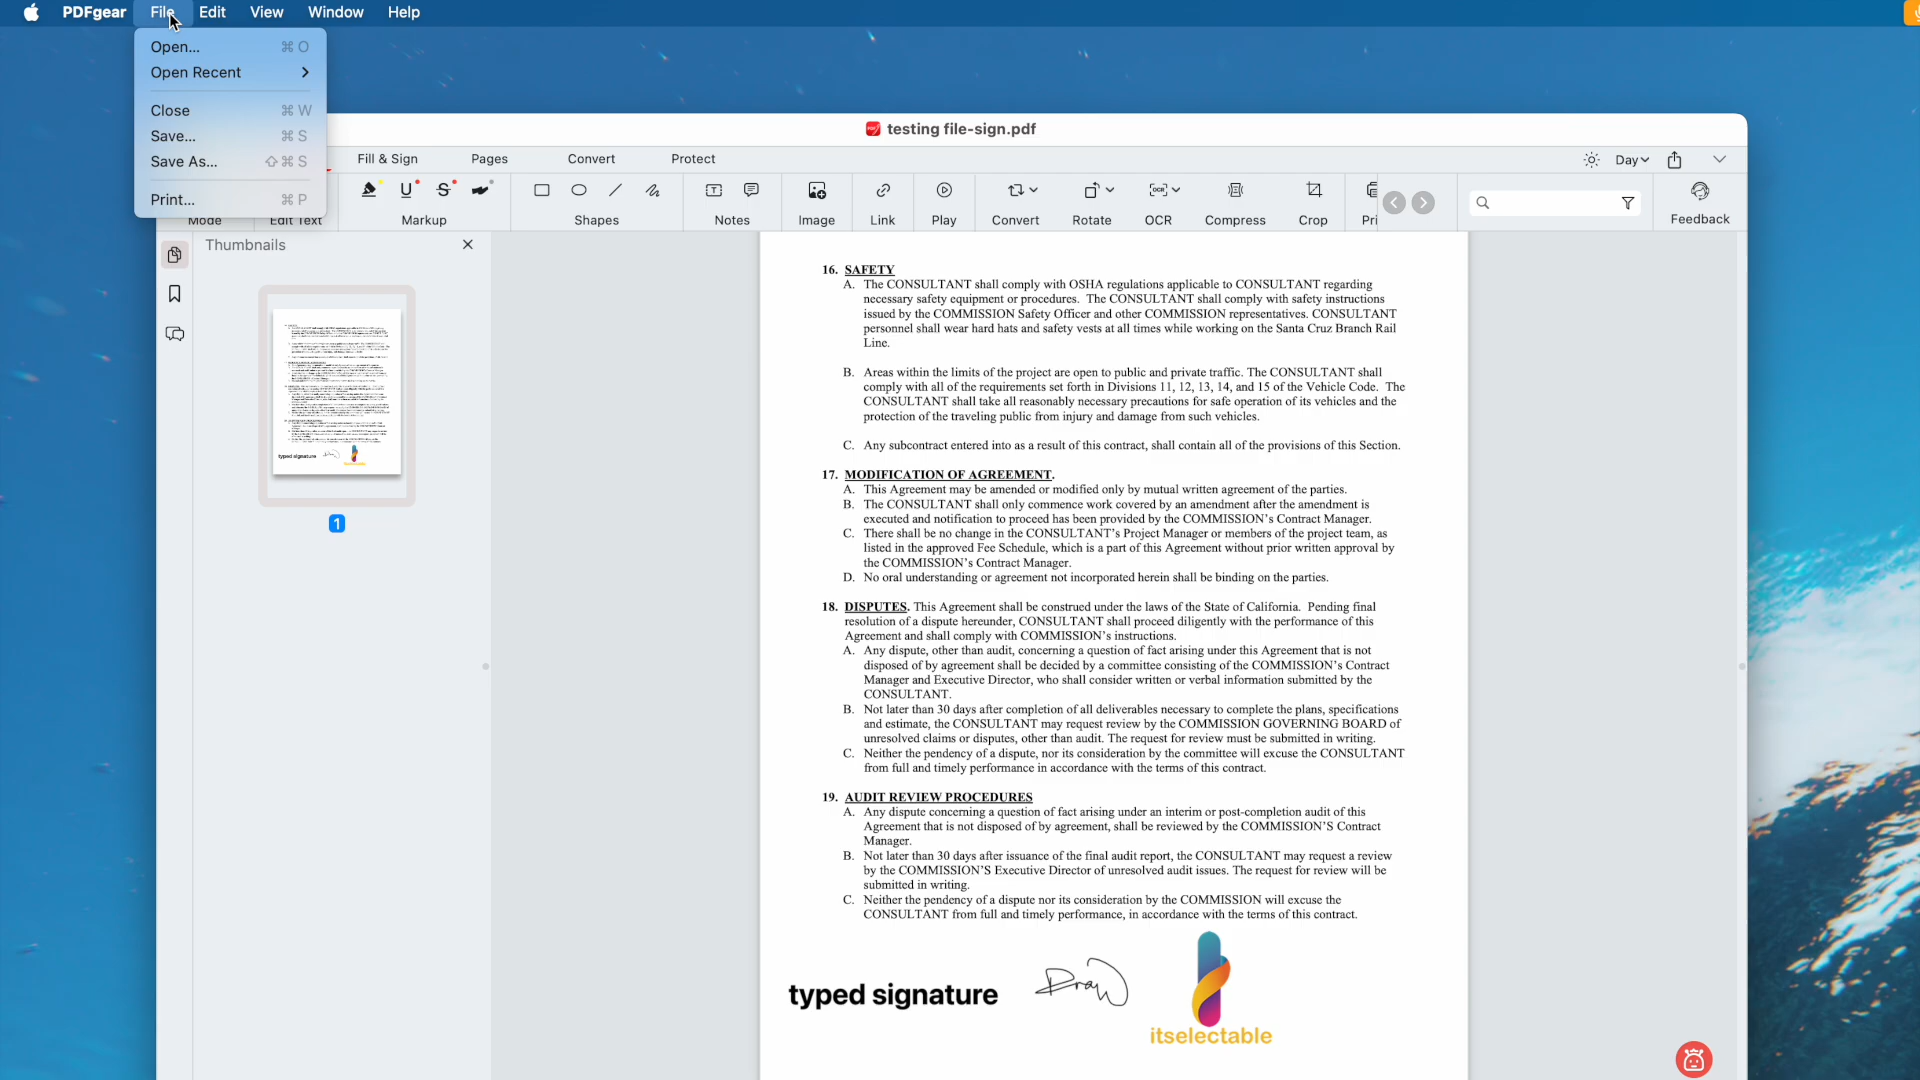 PDFgear File Edit View Window Help
Open... ⌘ O
Open Recent
Close ⌘ W
Save... ⌘ S
Save As... ⇧ ⌘ S
Print... ⌘ P
testing file-sign.pdf
Fill & Sign Pages Convert Protect
Day
Mode Edit Text Markup Shapes Notes Image Link Play Convert Rotate OCR Compress Crop Pri Feedback
Thumbnails
typed signature
1
16. SAFETY
A. The CONSULTANT shall comply with OSHA regulations applicable to CONSULTANT regarding
necessary safety equipment or procedures. The CONSULTANT shall comply with safety instructions
issued by the COMMISSION Safety Officer and other COMMISSION representatives. CONSULTANT
personnel shall wear hard hats and safety vests at all times while working on the Santa Cruz Branch Rail
Line.
B. Areas within the limits of the project are open to public and private traffic. The CONSULTANT shall
comply with all of the requirements set forth in Divisions 11, 12, 13, 14, and 15 of the Vehicle Code. The
CONSULTANT shall take all reasonably necessary precautions for safe operation of its vehicles and the
protection of the traveling public from injury and damage from such vehicles.
C. Any subcontract entered into as a result of this contract, shall contain all of the provisions of this Section.
17. MODIFICATION OF AGREEMENT.
A. This Agreement may be amended or modified only by mutual written agreement of the parties.
B. The CONSULTANT shall only commence work covered by an amendment after the amendment is
executed and notification to proceed has been provided by the COMMISSION's Contract Manager.
C. There shall be no change in the CONSULTANT's Project Manager or members of the project team, as
listed in the approved Fee Schedule, which is a part of this Agreement without prior written approval by
the COMMISSION's Contract Manager.
D. No oral understanding or agreement not incorporated herein shall be binding on the parties.
18. DISPUTES. This Agreement shall be construed under the laws of the State of California. Pending final
resolution of a dispute hereunder, CONSULTANT shall proceed diligently with the performance of this
Agreement and shall comply with COMMISSION's instructions.
A. Any dispute, other than audit, concerning a question of fact arising under this Agreement that is not
disposed of by agreement shall be decided by a committee consisting of the COMMISSION's Contract
Manager and Executive Director, who shall consider written or verbal information submitted by the
CONSULTANT.
B. Not later than 30 days after completion of all deliverables necessary to complete the plans, specifications
and estimate, the CONSULTANT may request review by the COMMISSION GOVERNING BOARD of
unresolved claims or disputes, other than audit. The request for review must be submitted in writing.
C. Neither the pendency of a dispute, nor its consideration by the committee will excuse the CONSULTANT
from full and timely performance in accordance with the terms of this contract.
19. AUDIT REVIEW PROCEDURES
A. Any dispute concerning a question of fact arising under an interim or post-completion audit of this
Agreement that is not disposed of by agreement, shall be reviewed by the COMMISSION'S Contract
Manager.
B. Not later than 30 days after issuance of the final audit report, the CONSULTANT may request a review
by the COMMISSION'S Executive Director of unresolved audit issues. The request for review will be
submitted in writing.
C. Neither the pendency of a dispute nor its consideration by the COMMISSION will excuse the
CONSULTANT from full and timely performance, in accordance with the terms of this contract.
typed signature Draw
itselectable